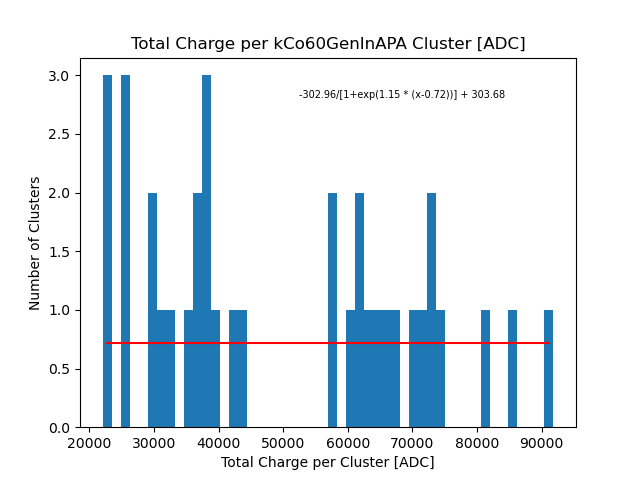 Total Charge per kCo60GenInAPA Cluster [ADC]
-302.96/[1+exp(1.15 * (x-0.72))] + 303.68
3.0
2.5
2.0
1.5
1.0
0.5
0.0
Number of Clusters
20000 30000 40000 50000 60000 70000 80000 90000
Total Charge per Cluster [ADC]